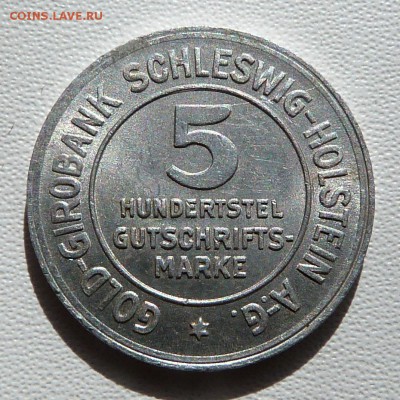 COINS.LAVE.RU
GOLD-GIROBANK SCHLESWIG-HOLSTEIN A.-G.
5
HUNDERTSTEL
GUTSCHRIFTS-
MARKE